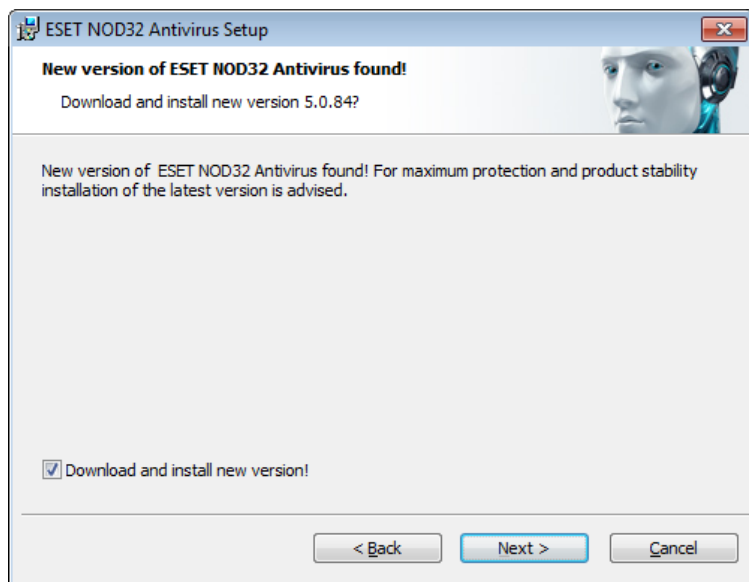 ESET NOD32 Antivirus Setup
New version of ESET NOD32 Antivirus found!
Download and install new version 5.0.84?
New version of ESET NOD32 Antivirus found! For maximum protection and product stability
installation of the latest version is advised.
Download and install new version!
< Back
Next >
Cancel